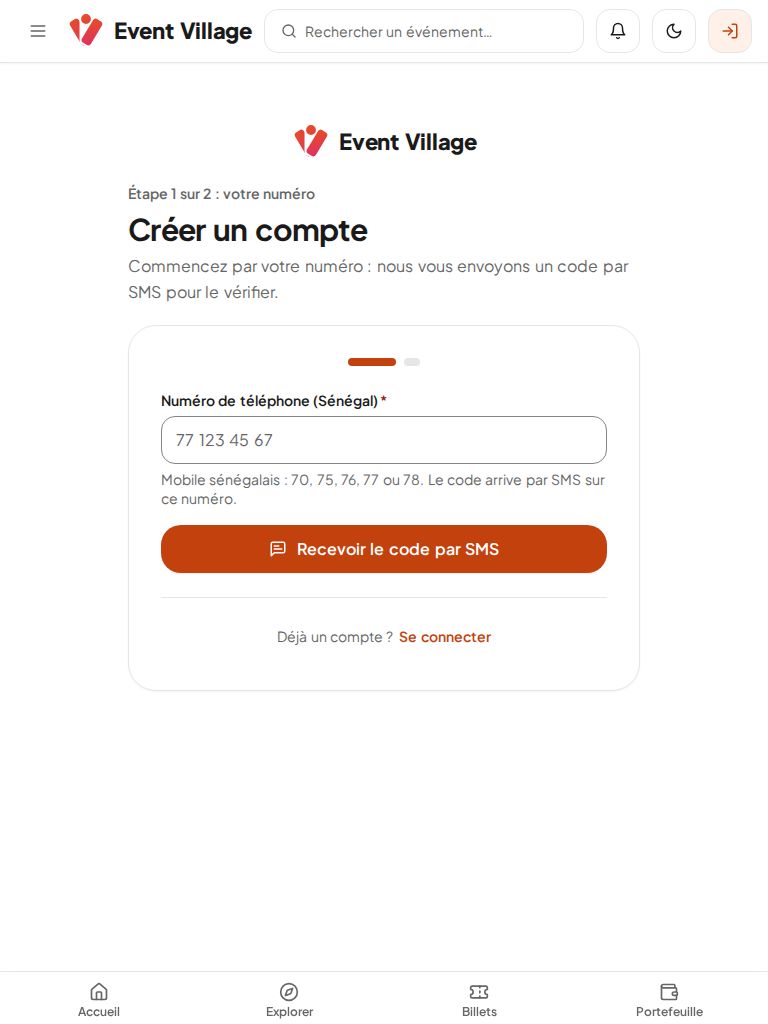 Event Village
Rechercher un événement…
Event Village
Étape 1 sur 2 : votre numéro
Créer un compte
Commencez par votre numéro : nous vous envoyons un code par
SMS pour le vérifier.
Numéro de téléphone (Sénégal) *
77 123 45 67
Mobile sénégalais : 70, 75, 76, 77 ou 78. Le code arrive par SMS sur
ce numéro.
Recevoir le code par SMS
Déjà un compte ? Se connecter
Accueil
Explorer
Billets
Portefeuille